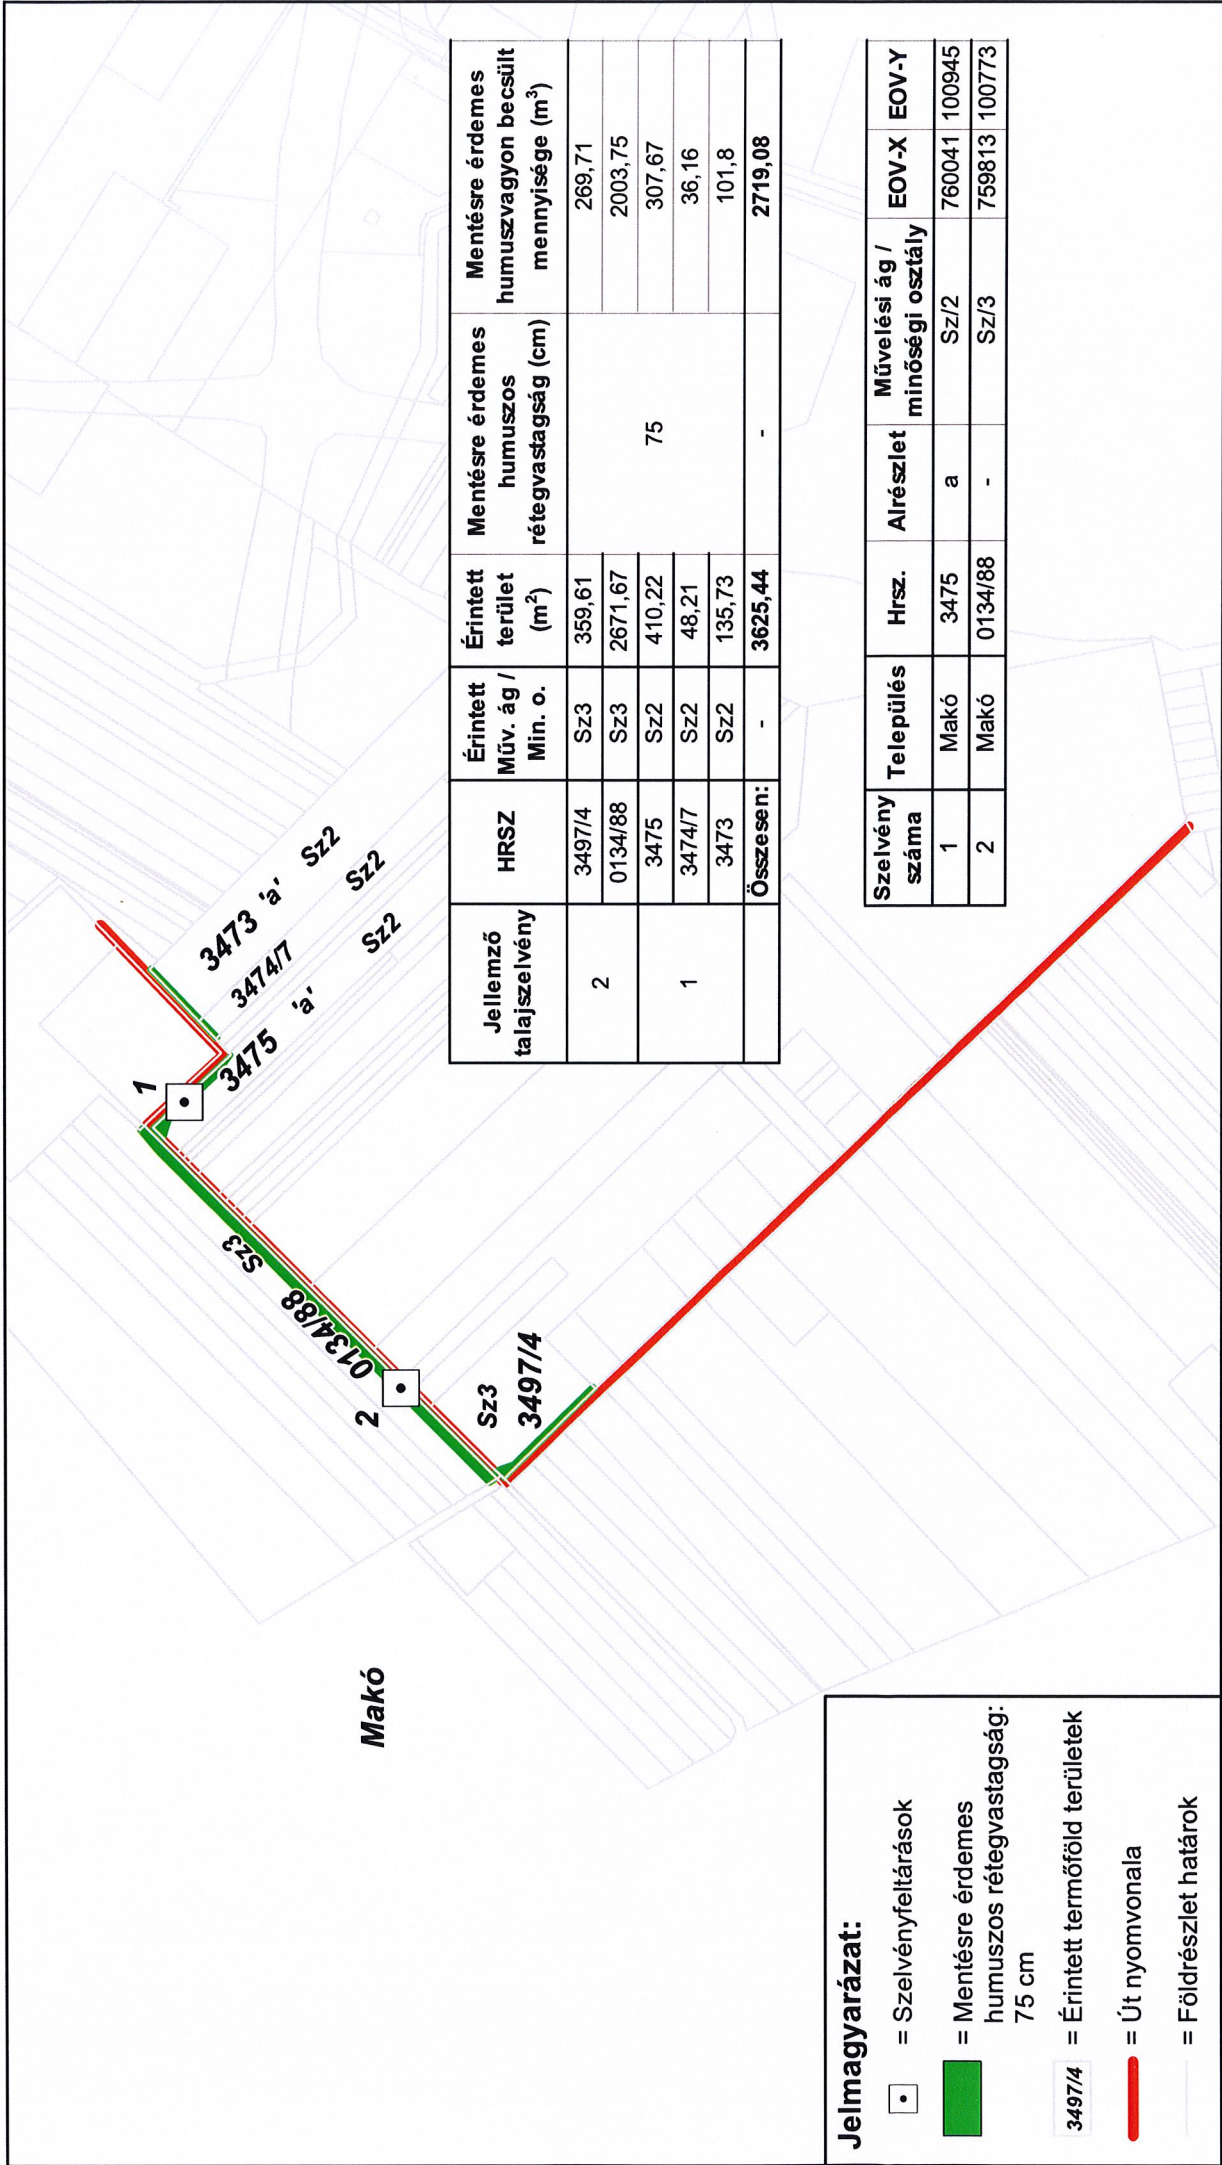 Makó
1
2
3473 'a' Sz2
3474/7 Sz2
3475 'a' Sz2
Sz3
0134/88
Sz3
3497/4
Jellemző talajszelvény | HRSZ | Érintett Műv. ág / Min. o. | Érintett terület (m²) | Mentésre érdemes humuszos rétegvastagság (cm) | Mentésre érdemes humuszvagyon becsült mennyisége (m³)
2 | 3497/4 | Sz3 | 359,61 | 75 | 269,71
0134/88 | Sz3 | 2671,67 | 2003,75
1 | 3475 | Sz2 | 410,22 | 307,67
3474/7 | Sz2 | 48,21 | 36,16
3473 | Sz2 | 135,73 | 101,8
Összesen: | - | 3625,44 | - | 2719,08
Szelvény száma | Település | Hrsz. | Alrészlet | Művelési ág / minőségi osztály | EOV-X | EOV-Y
1 | Makó | 3475 | a | Sz/2 | 760041 | 100945
2 | Makó | 0134/88 | - | Sz/3 | 759813 | 100773
Jelmagyarázat:
= Szelvényfeltárások
= Mentésre érdemes
humuszos rétegvastagság:
75 cm
3497/4 = Érintett termőföld területek
= Út nyomvonala
= Földrészlet határok